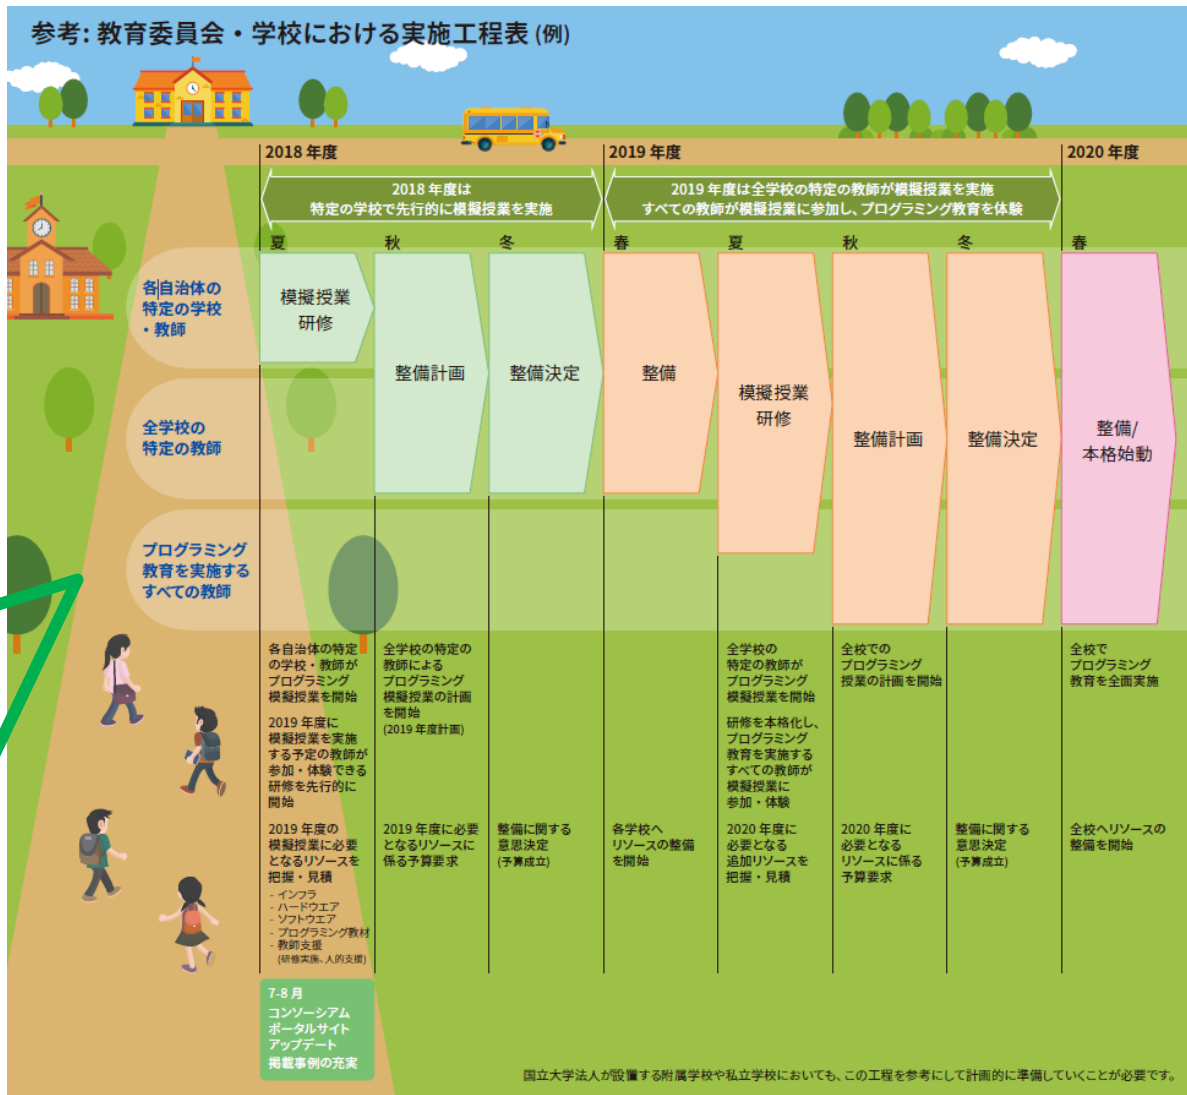 参考: 教育委員会・学校における実施工程表 (例)
2018 年度
2019 年度
2020 年度
2018 年度は
特定の学校で先行的に模擬授業を実施
2019 年度は全学校の特定の教師が模擬授業を実施
すべての教師が模擬授業に参加し、プログラミング教育を体験
夏
秋
冬
春
夏
秋
冬
春
各自治体の
特定の学校
・教師
全学校の
特定の教師
プログラミング
教育を実施する
すべての教師
模擬授業
研修
整備計画
整備決定
整備
模擬授業
研修
整備計画
整備決定
整備/
本格始動
各自治体の特定
の学校・教師が
プログラミング
模擬授業を開始
2019 年度に
模擬授業を実施
する予定の教師が
参加・体験できる
研修を先行的に
開始
2019 年度の
模擬授業に必要
となるリソースを
把握・見積
- インフラ
- ハードウエア
- ソフトウエア
- プログラミング教材
- 教師支援
(研修実施、人的支援)
7-8 月
コンソーシアム
ポータルサイト
アップデート
掲載事例の充実
全学校の特定の
教師による
プログラミング
模擬授業の計画
を開始
(2019 年度計画)
2019 年度に必要
となるリソースに
係る予算要求
整備に関する
意思決定
(予算成立)
各学校へ
リソースの整備
を開始
全学校の
特定の教師が
プログラミング
模擬授業を開始
研修を本格化し、
プログラミング
教育を実施する
すべての教師が
模擬授業に
参加・体験
2020 年度に
必要となる
追加リソースを
把握・見積
全校での
プログラミング
授業の計画を開始
2020 年度に
必要となる
リソースに係る
予算要求
整備に関する
意思決定
(予算成立)
全校で
プログラミング
教育を全面実施
全校へリソースの
整備を開始
国立大学法人が設置する附属学校や私立学校においても、この工程を参考にして計画的に準備していくことが必要です。